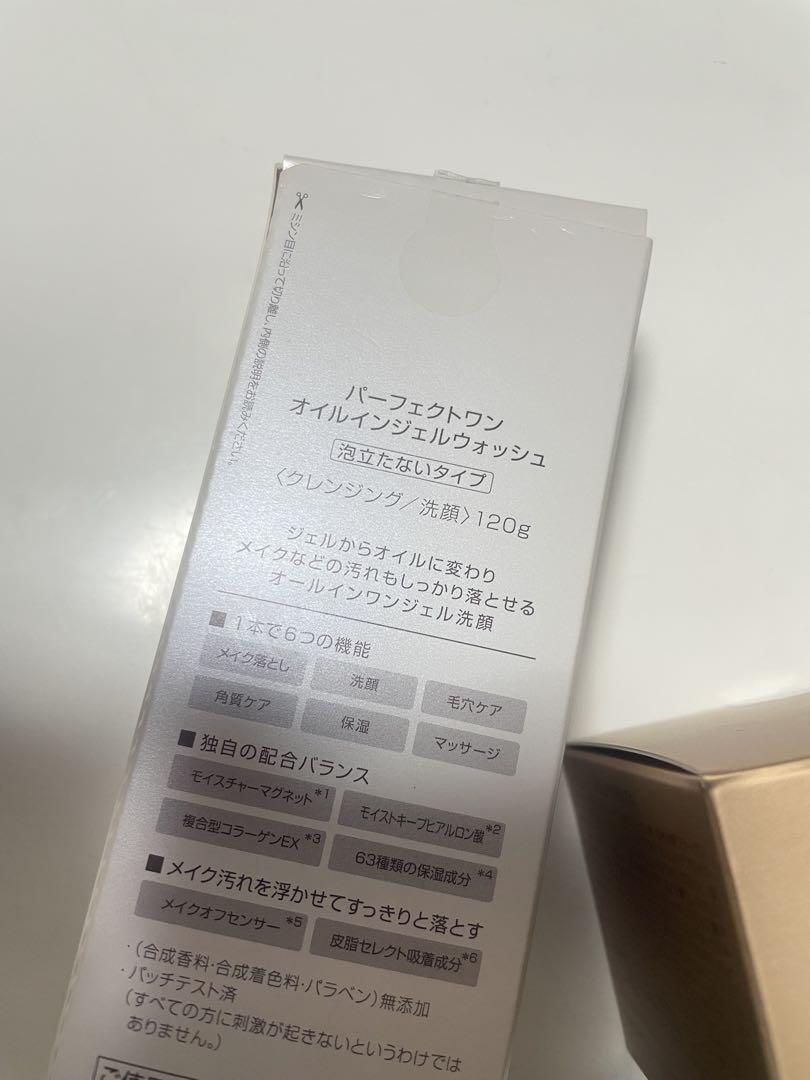 ミシン目に沿って切り離し、内側の説明をお読みください。
パーフェクトワン
オイルインジェルウォッシュ
泡立たないタイプ
〈クレンジング/洗顔〉120g
ジェルからオイルに変わり
メイクなどの汚れもしっかり落とせる
オールインワンジェル洗顔
■1本で6つの機能
メイク落とし 洗顔 毛穴ケア
角質ケア 保湿 マッサージ
■独自の配合バランス
モイスチャーマグネット*1 モイストキープヒアルロン酸*2
複合型コラーゲンEX*3 63種類の保湿成分*4
■メイク汚れを浮かせてすっきりと落とす
メイクオフセンサー*5 皮脂セレクト吸着成分*6
・(合成香料・合成着色料・パラベン)無添加
・パッチテスト済
(すべての方に刺激が起きないというわけでは
ありません。)